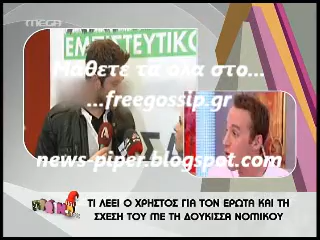 MEGA
ΕΜΠΙΣΤΕΥΤΙΚΟ
Μάθετε τα όλα στο...
...freegossip.gr
news-piper.blogspot.com
ΤΙ ΛΕΕΙ Ο ΧΡΗΣΤΟΣ ΓΙΑ ΤΟΝ ΕΡΩΤΑ ΚΑΙ ΤΗ
ΣΧΕΣΗ ΤΟΥ ΜΕ ΤΗ ΔΟΥΚΙΣΣΑ ΝΟΜΙΚΟΥ